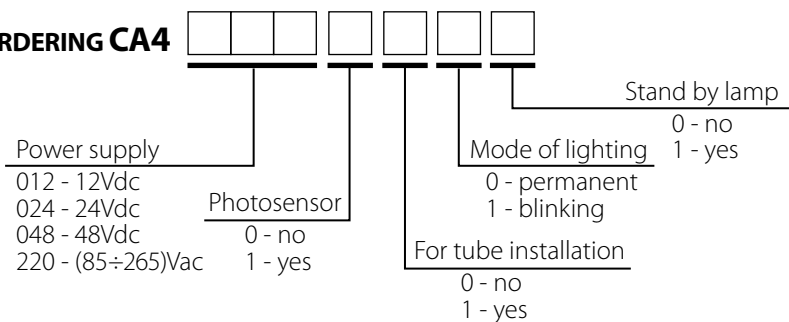 RDERING CA4
Stand by lamp
0 - no
1 - yes
Power supply
012 - 12Vdc
024 - 24Vdc
048 - 48Vdc
220 - (85÷265)Vac
Photosensor
0 - no
1 - yes
Mode of lighting
0 - permanent
1 - blinking
For tube installation
0 - no
1 - yes